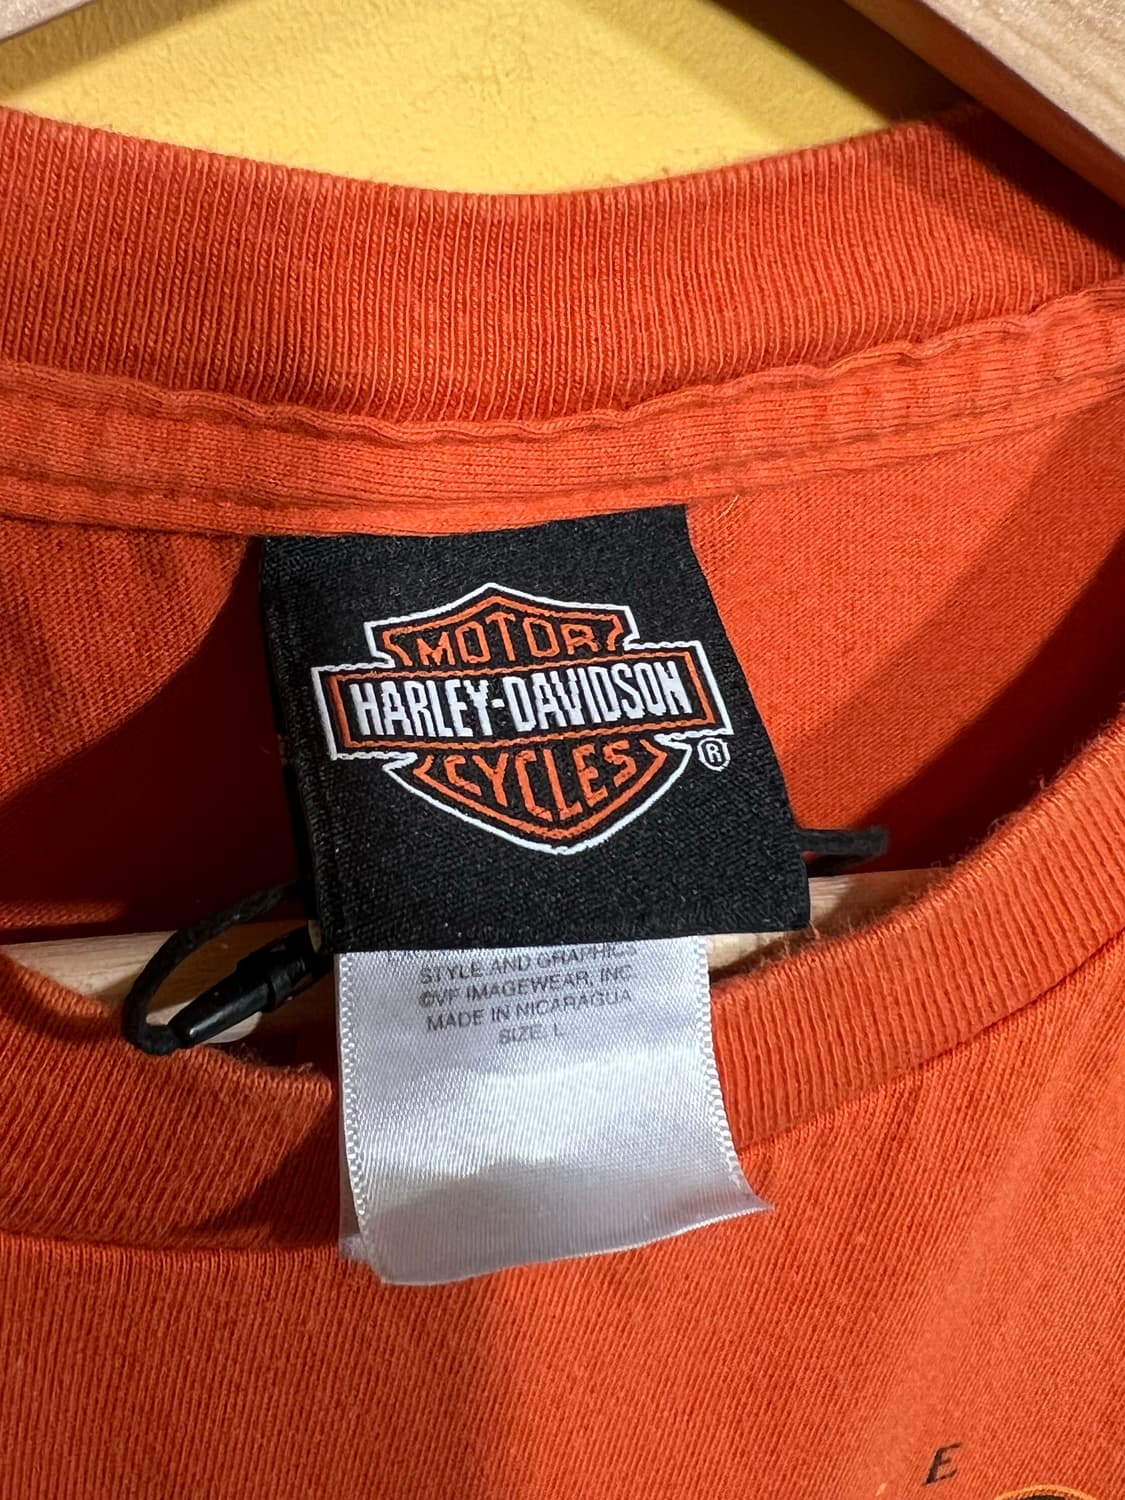 MOTOR
HARLEY-DAVIDSON
CYCLES
®
STYLE AND GRAPHICS
©VF IMAGEWEAR, INC.
MADE IN NICARAGUA
SIZE: L
E